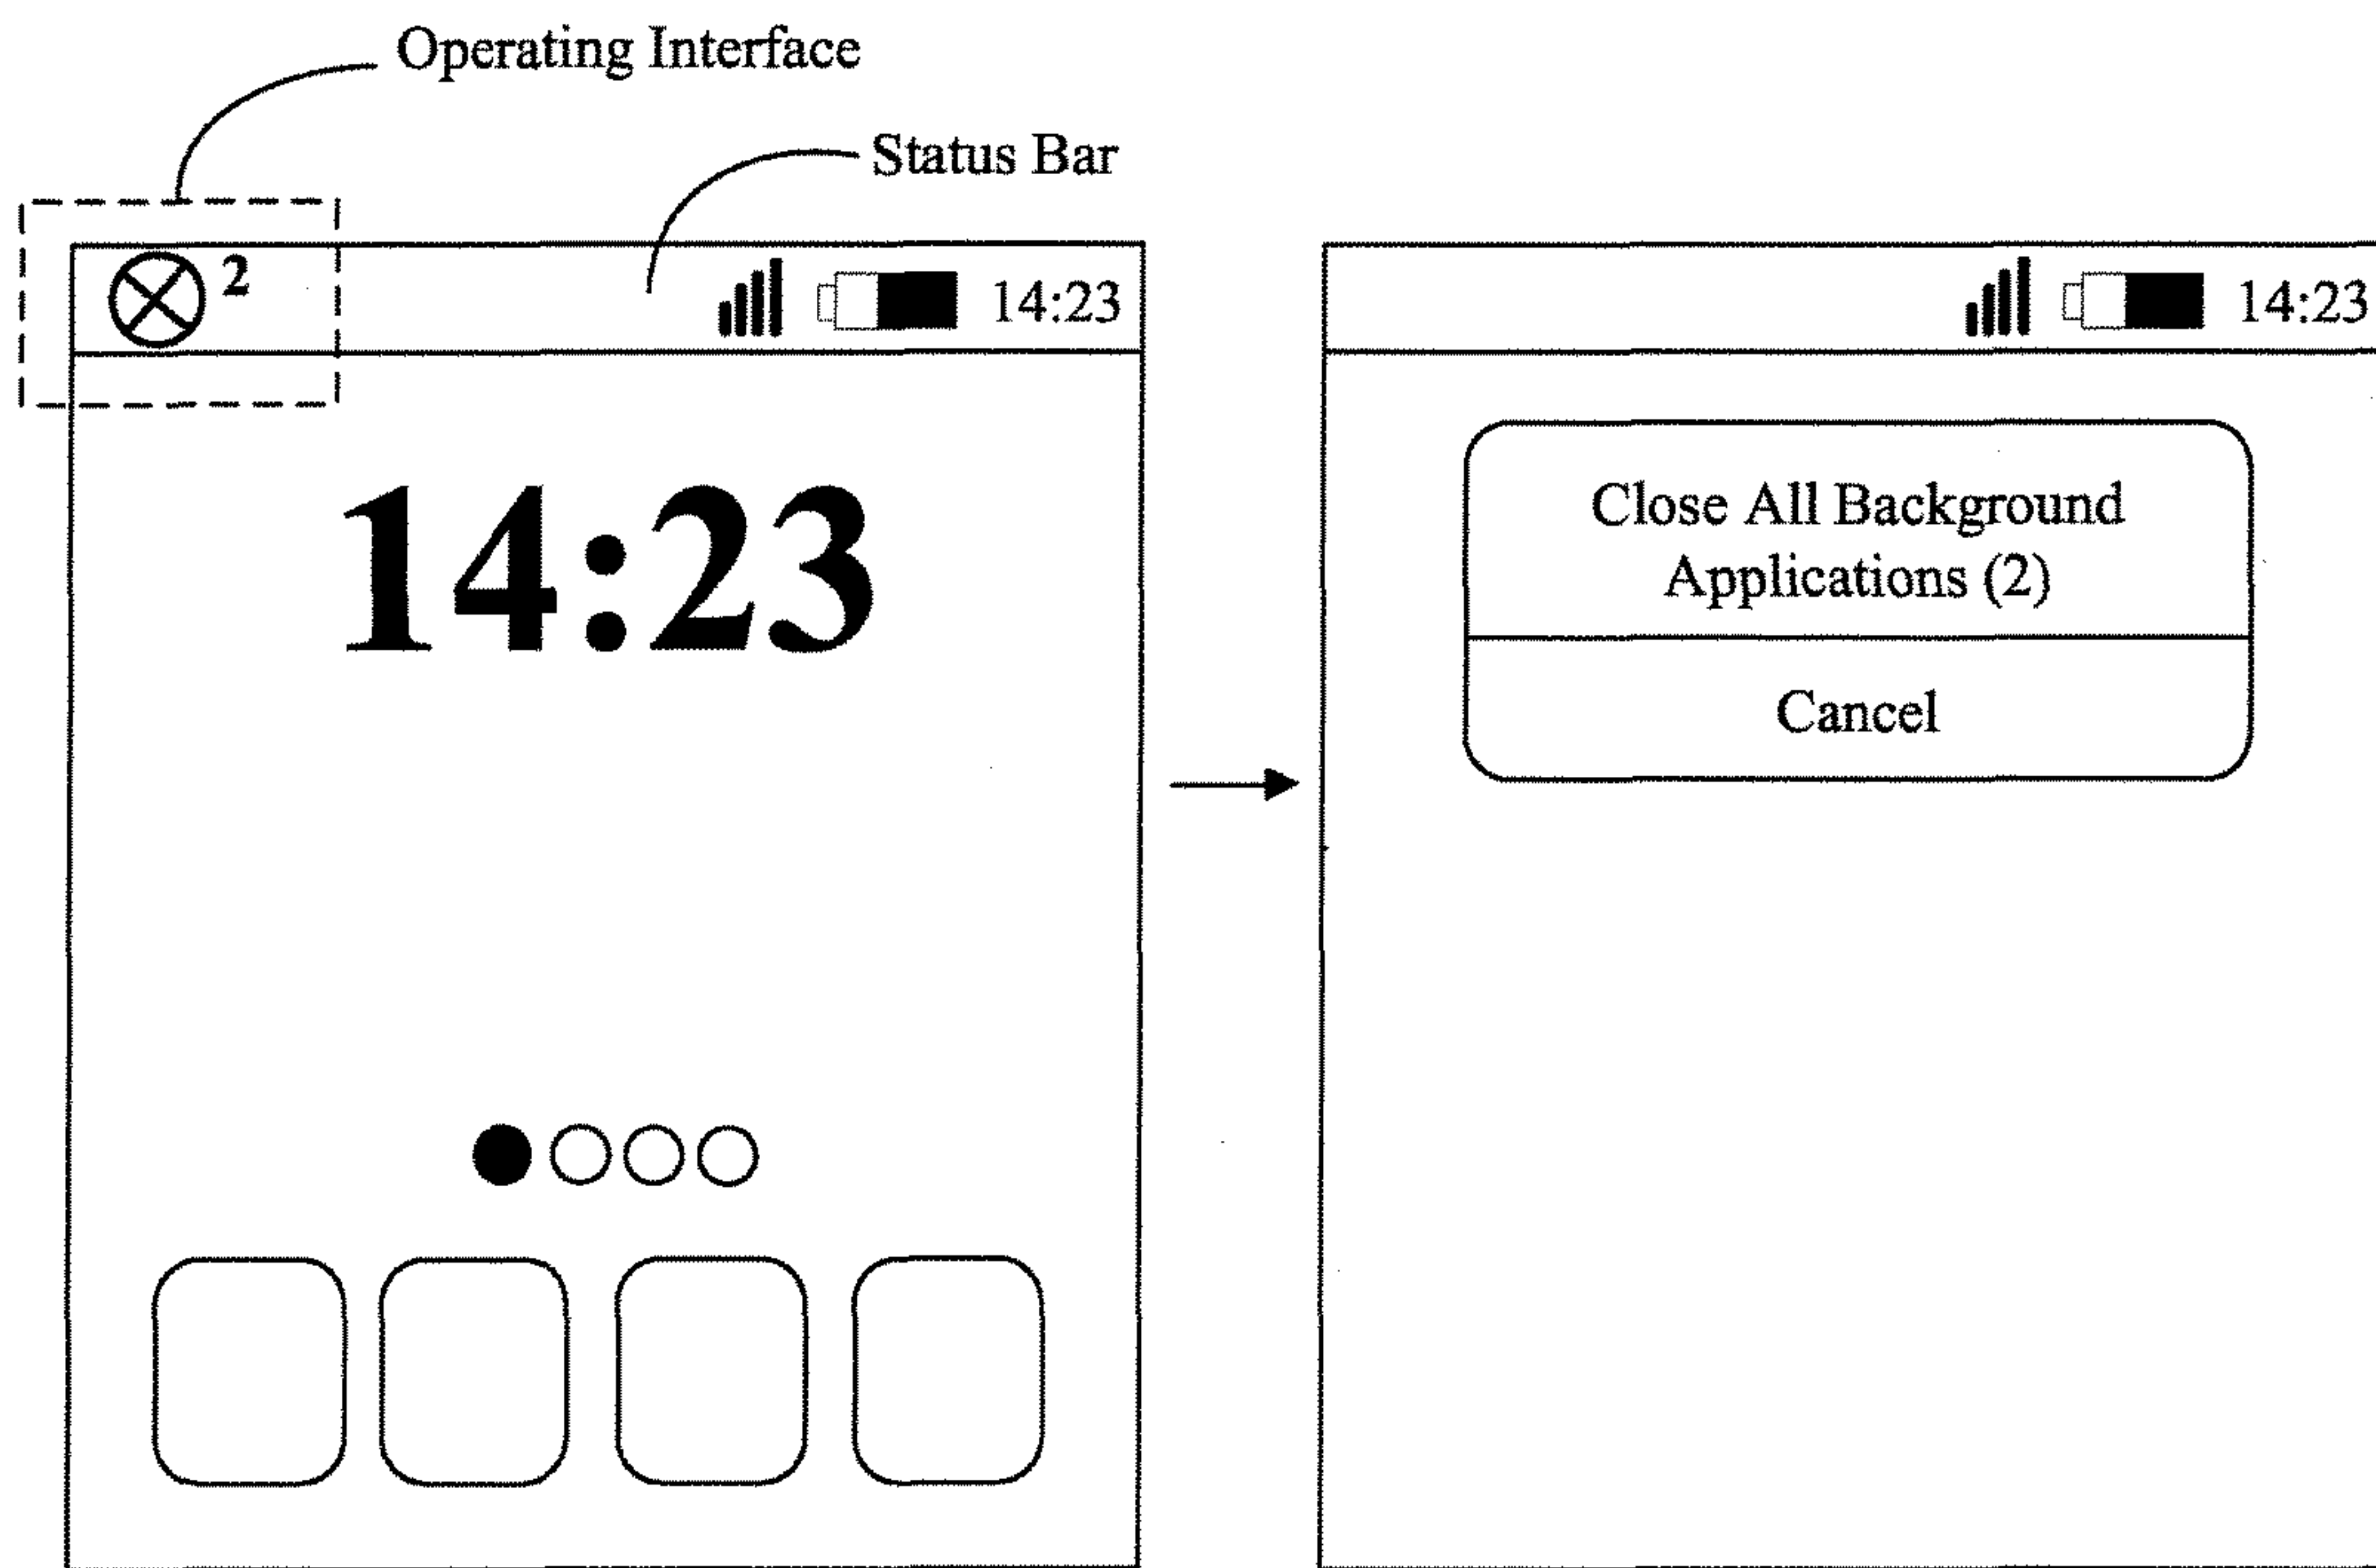 Operating Interface
Status Bar
2
14:23
14:23
14:23
Close All Background
Applications (2)
Cancel